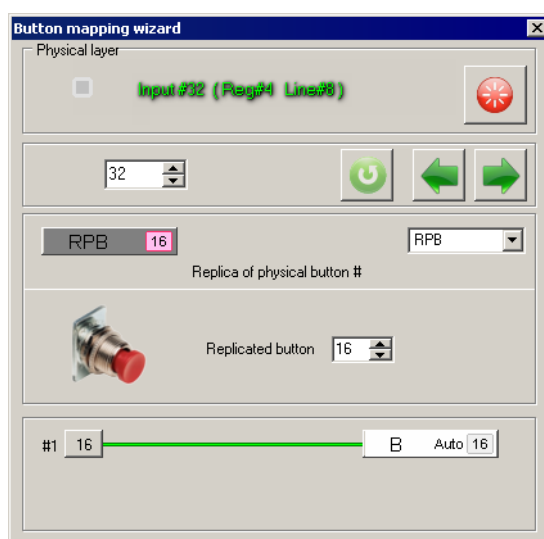 Button mapping wizard
Physical layer
Input#32 (Reg#4 Line#8)
32
RPB 16
RPB
Replica of physical button #
Replicated button 16
#1 16 B Auto 16